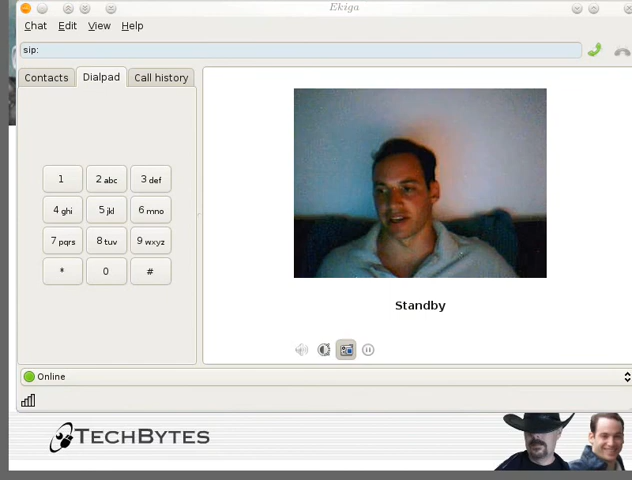 Ekiga
Chat Edit View Help
sip:
Contacts Dialpad Call history
1 2 abc 3 def
4 ghi 5 jkl 6 mno
7 pqrs 8 tuv 9 wxyz
* 0 #
Standby
Online
TECHBYTES